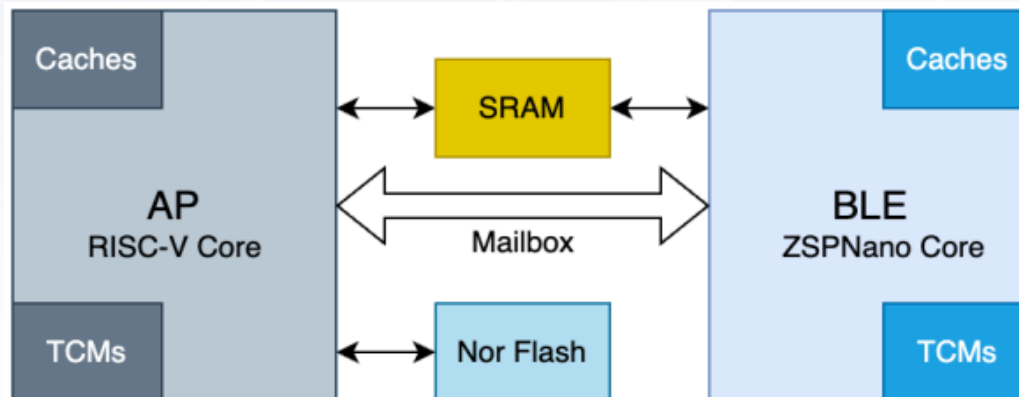 Caches
Caches
SRAM
AP
RISC-V Core
Mailbox
BLE
ZSPNano Core
TCMs
Nor Flash
TCMs